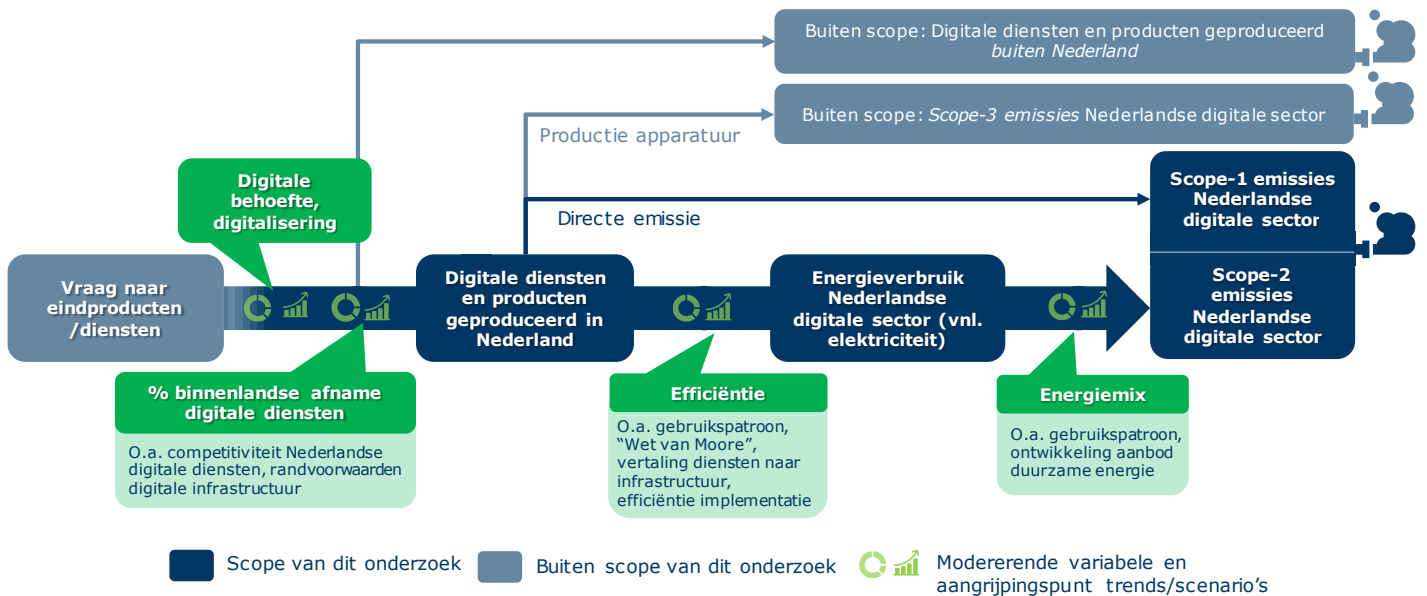 Buiten scope: Digitale diensten en producten geproduceerd
buiten Nederland
Buiten scope: Scope-3 emissies Nederlandse digitale sector
Productie apparatuur
Directe emissie
Scope-1 emissies
Nederlandse
digitale sector
Scope-2
emissies
Nederlandse
digitale sector
Digitale
behoefte,
digitalisering
Vraag naar
eindproducten
/diensten
Digitale diensten
en producten
geproduceerd in
Nederland
Energieverbruik
Nederlandse
digitale sector (vnl.
elektriciteit)
% binnenlandse afname
digitale diensten
O.a. competitiviteit Nederlandse
digitale diensten, randvoorwaarden
digitale infrastructuur
Efficiëntie
O.a. gebruikspatroon,
“Wet van Moore”,
vertaling diensten naar
infrastructuur,
efficiëntie implementatie
Energiemix
O.a. gebruikspatroon,
ontwikkeling aanbod
duurzame energie
Scope van dit onderzoek
Buiten scope van dit onderzoek
Modererende variabele en
aangrijpingspunt trends/scenario’s